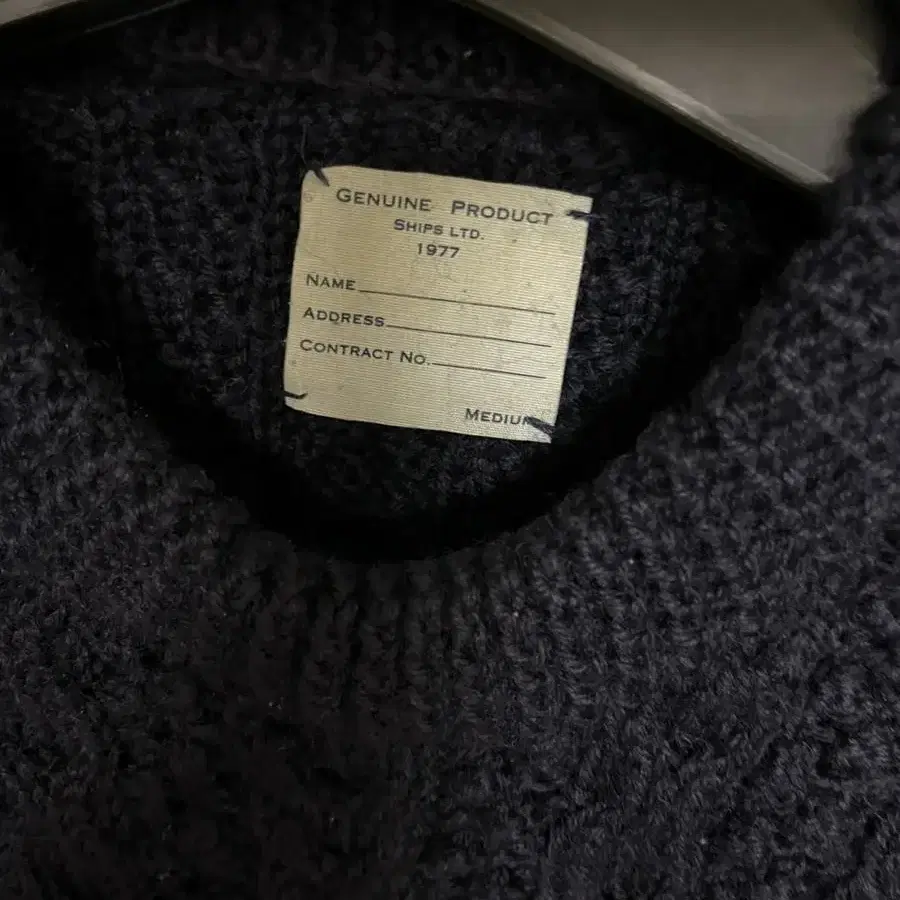 GENUINE PRODUCT
SHIPS LTD.
1977
NAME
ADDRESS
CONTRACT NO.
MEDIUM